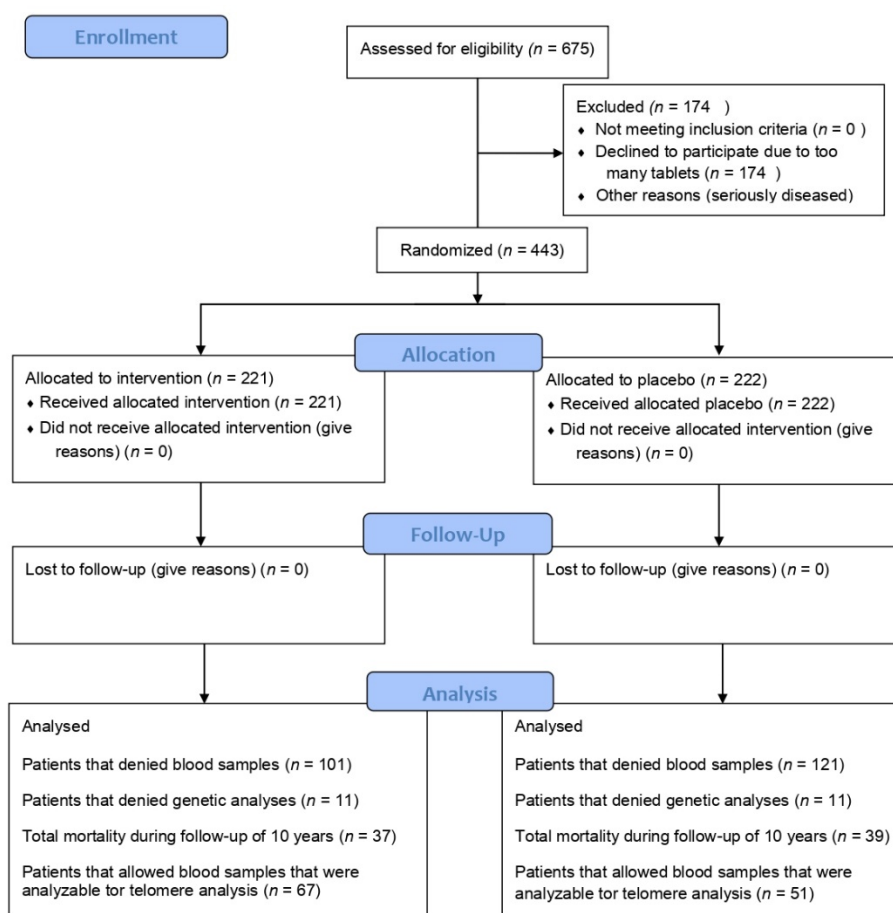 Enrollment
Assessed for eligibility (n = 675)
Excluded (n = 174 )
♦ Not meeting inclusion criteria (n = 0 )
♦ Declined to participate due to too
many tablets (n = 174 )
♦ Other reasons (seriously diseased)
Randomized (n = 443)
Allocation
Allocated to intervention (n = 221)
♦ Received allocated intervention (n = 221)
♦ Did not receive allocated intervention (give
reasons) (n = 0)
Allocated to placebo (n = 222)
♦ Received allocated placebo (n = 222)
♦ Did not receive allocated intervention (give
reasons) (n = 0)
Follow-Up
Lost to follow-up (give reasons) (n = 0)
Lost to follow-up (give reasons) (n = 0)
Analysis
Analysed
Patients that denied blood samples (n = 101)
Patients that denied genetic analyses (n = 11)
Total mortality during follow-up of 10 years (n = 37)
Patients that allowed blood samples that were
analyzable tor telomere analysis (n = 67)
Analysed
Patients that denied blood samples (n = 121)
Patients that denied genetic analyses (n = 11)
Total mortality during follow-up of 10 years (n = 39)
Patients that allowed blood samples that were
analyzable tor telomere analysis (n = 51)